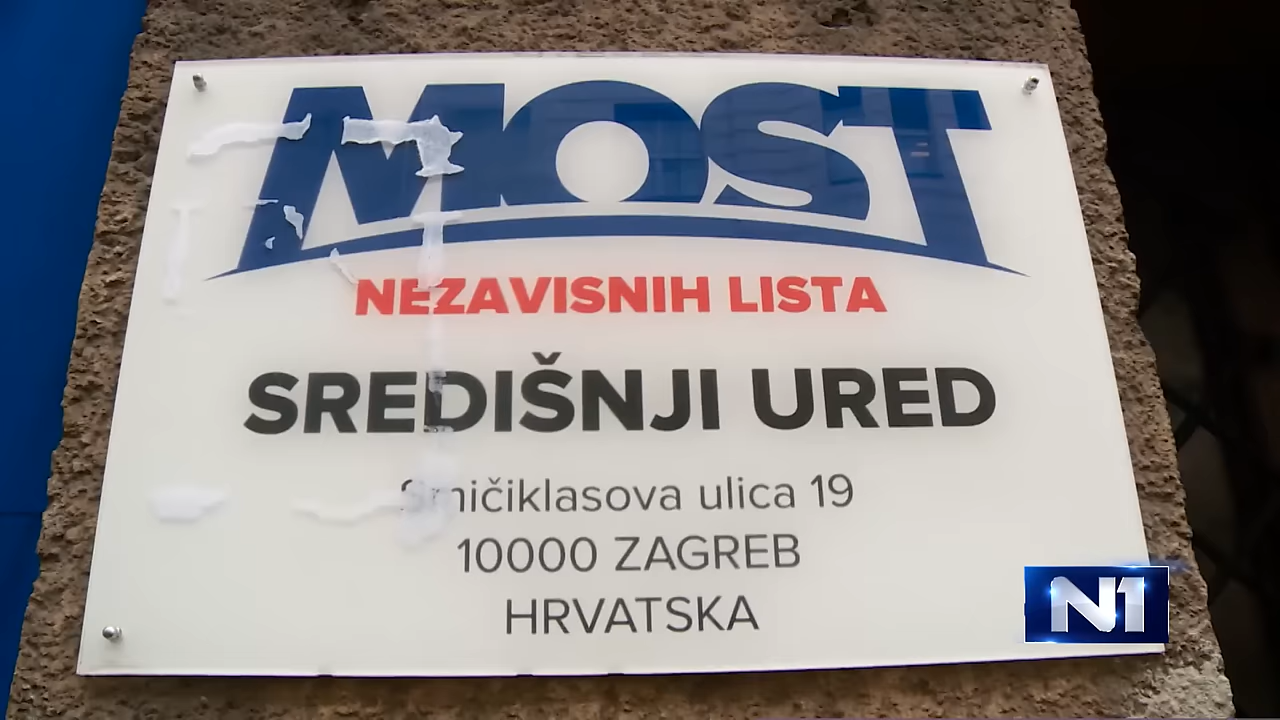 MOST
NEZAVISNIH LISTA
SREDIŠNJI URED
Smičiklasova ulica 19
10000 ZAGREB
HRVATSKA
N1